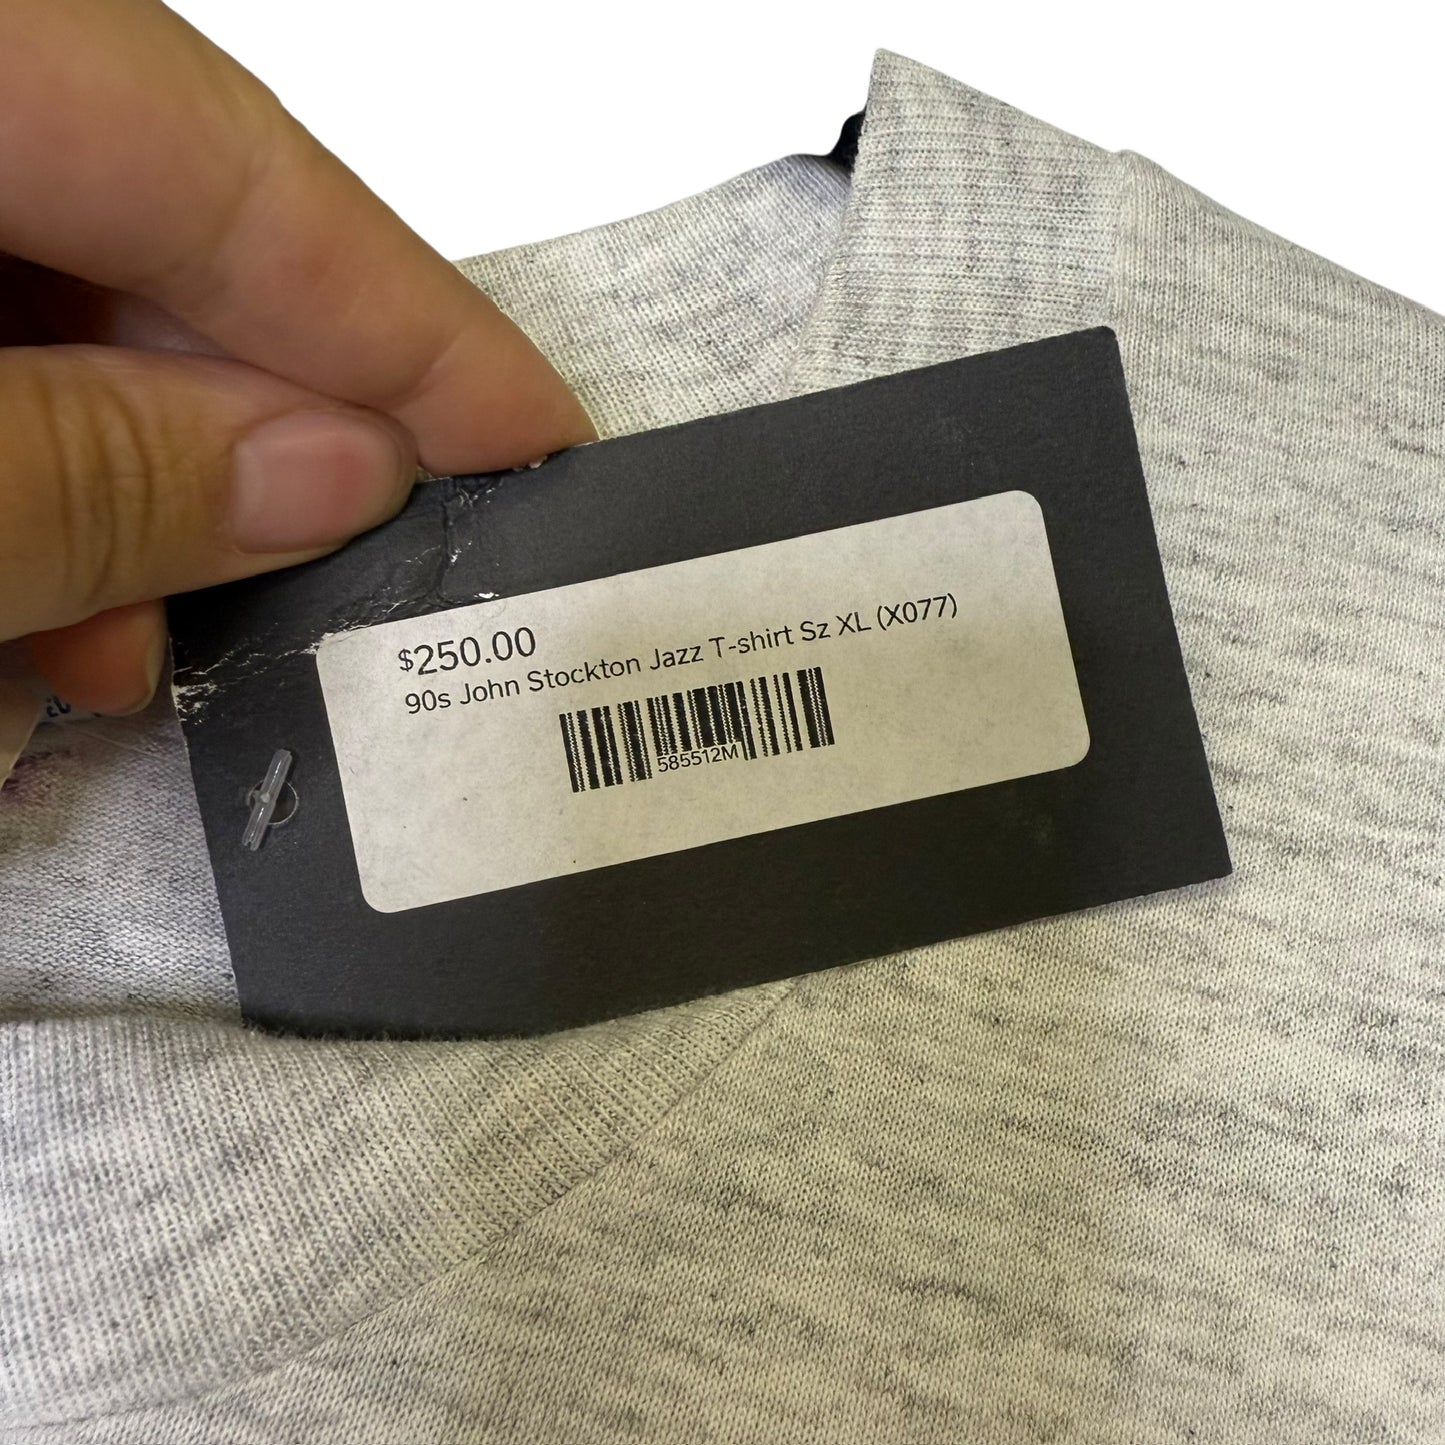 $250.00
90s John Stockton Jazz T-shirt Sz XL (X077)
585512M